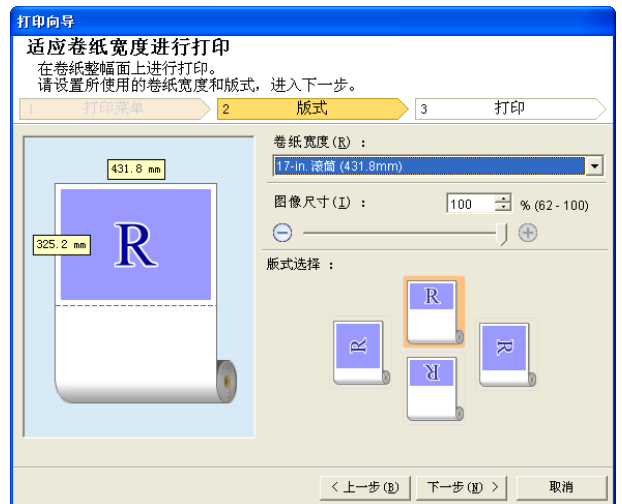 打印向导
适应卷纸宽度进行打印
在卷纸整幅面上进行打印。
请设置所使用的卷纸宽度和版式，进入下一步。
1 打印菜单 2 版式 3 打印
431.8 mm
325.2 mm
R
卷纸宽度(R)：
17-in. 滚筒 (431.8mm)
图像尺寸(I)： 100 % (62 - 100)
版式选择：
R
R
R
R
< 上一步(B) 下一步(N) > 取消